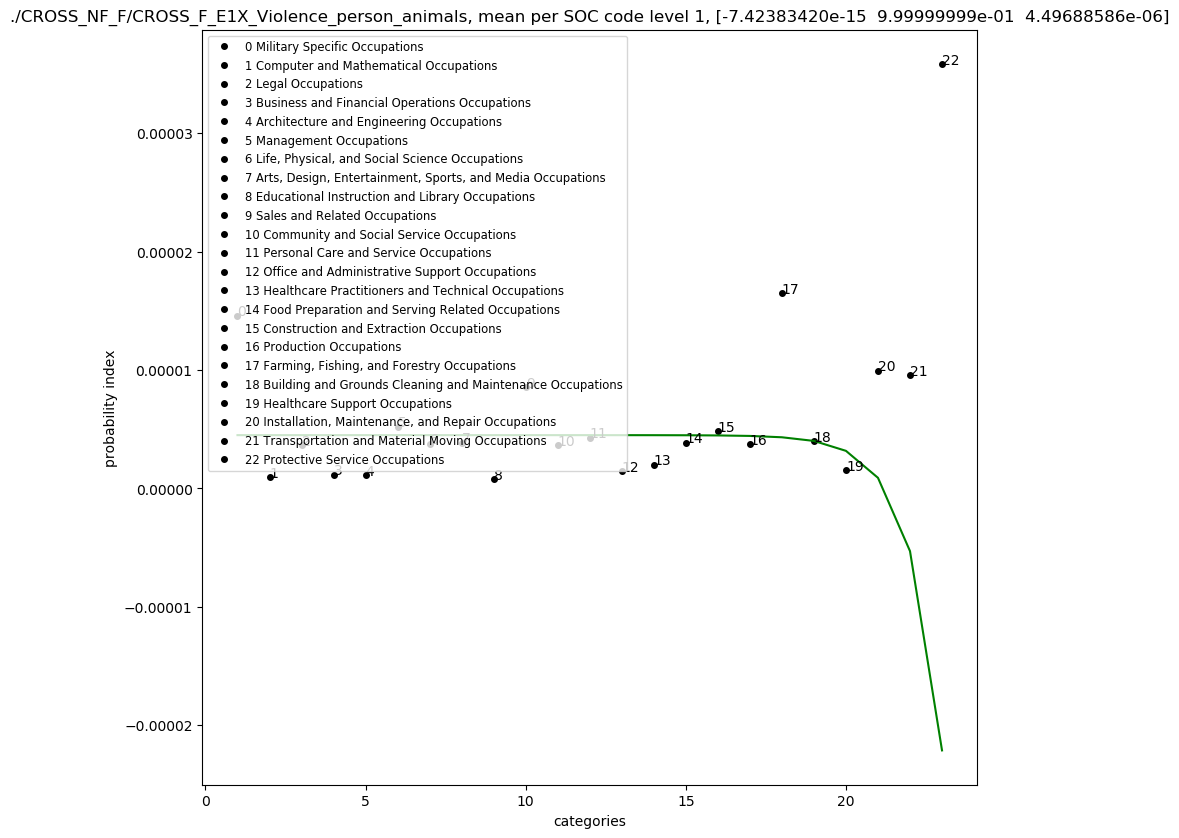 ./CROSS_NF_F/CROSS_F_E1X_Violence_person_animals, mean per SOC code level 1, [-7.42383420e-15  9.99999999e-01  4.49688586e-06]
22
0 Military Specific Occupations
1 Computer and Mathematical Occupations
2 Legal Occupations
3 Business and Financial Operations Occupations
4 Architecture and Engineering Occupations
5 Management Occupations
6 Life, Physical, and Social Science Occupations
7 Arts, Design, Entertainment, Sports, and Media Occupations
8 Educational Instruction and Library Occupations
9 Sales and Related Occupations
10 Community and Social Service Occupations
11 Personal Care and Service Occupations
12 Office and Administrative Support Occupations
13 Healthcare Practitioners and Technical Occupations
14 Food Preparation and Serving Related Occupations
15 Construction and Extraction Occupations
16 Production Occupations
17 Farming, Fishing, and Forestry Occupations
18 Building and Grounds Cleaning and Maintenance Occupations
19 Healthcare Support Occupations
20 Installation, Maintenance, and Repair Occupations
21 Transportation and Material Moving Occupations
22 Protective Service Occupations
0.00003
0.00002
0.00001
0.00000
−0.00001
−0.00002
probability index
17
0
20
21
9
15
11
14
10
16
18
7
12
13
19
1
3
4
8
0
5
10
15
20
categories